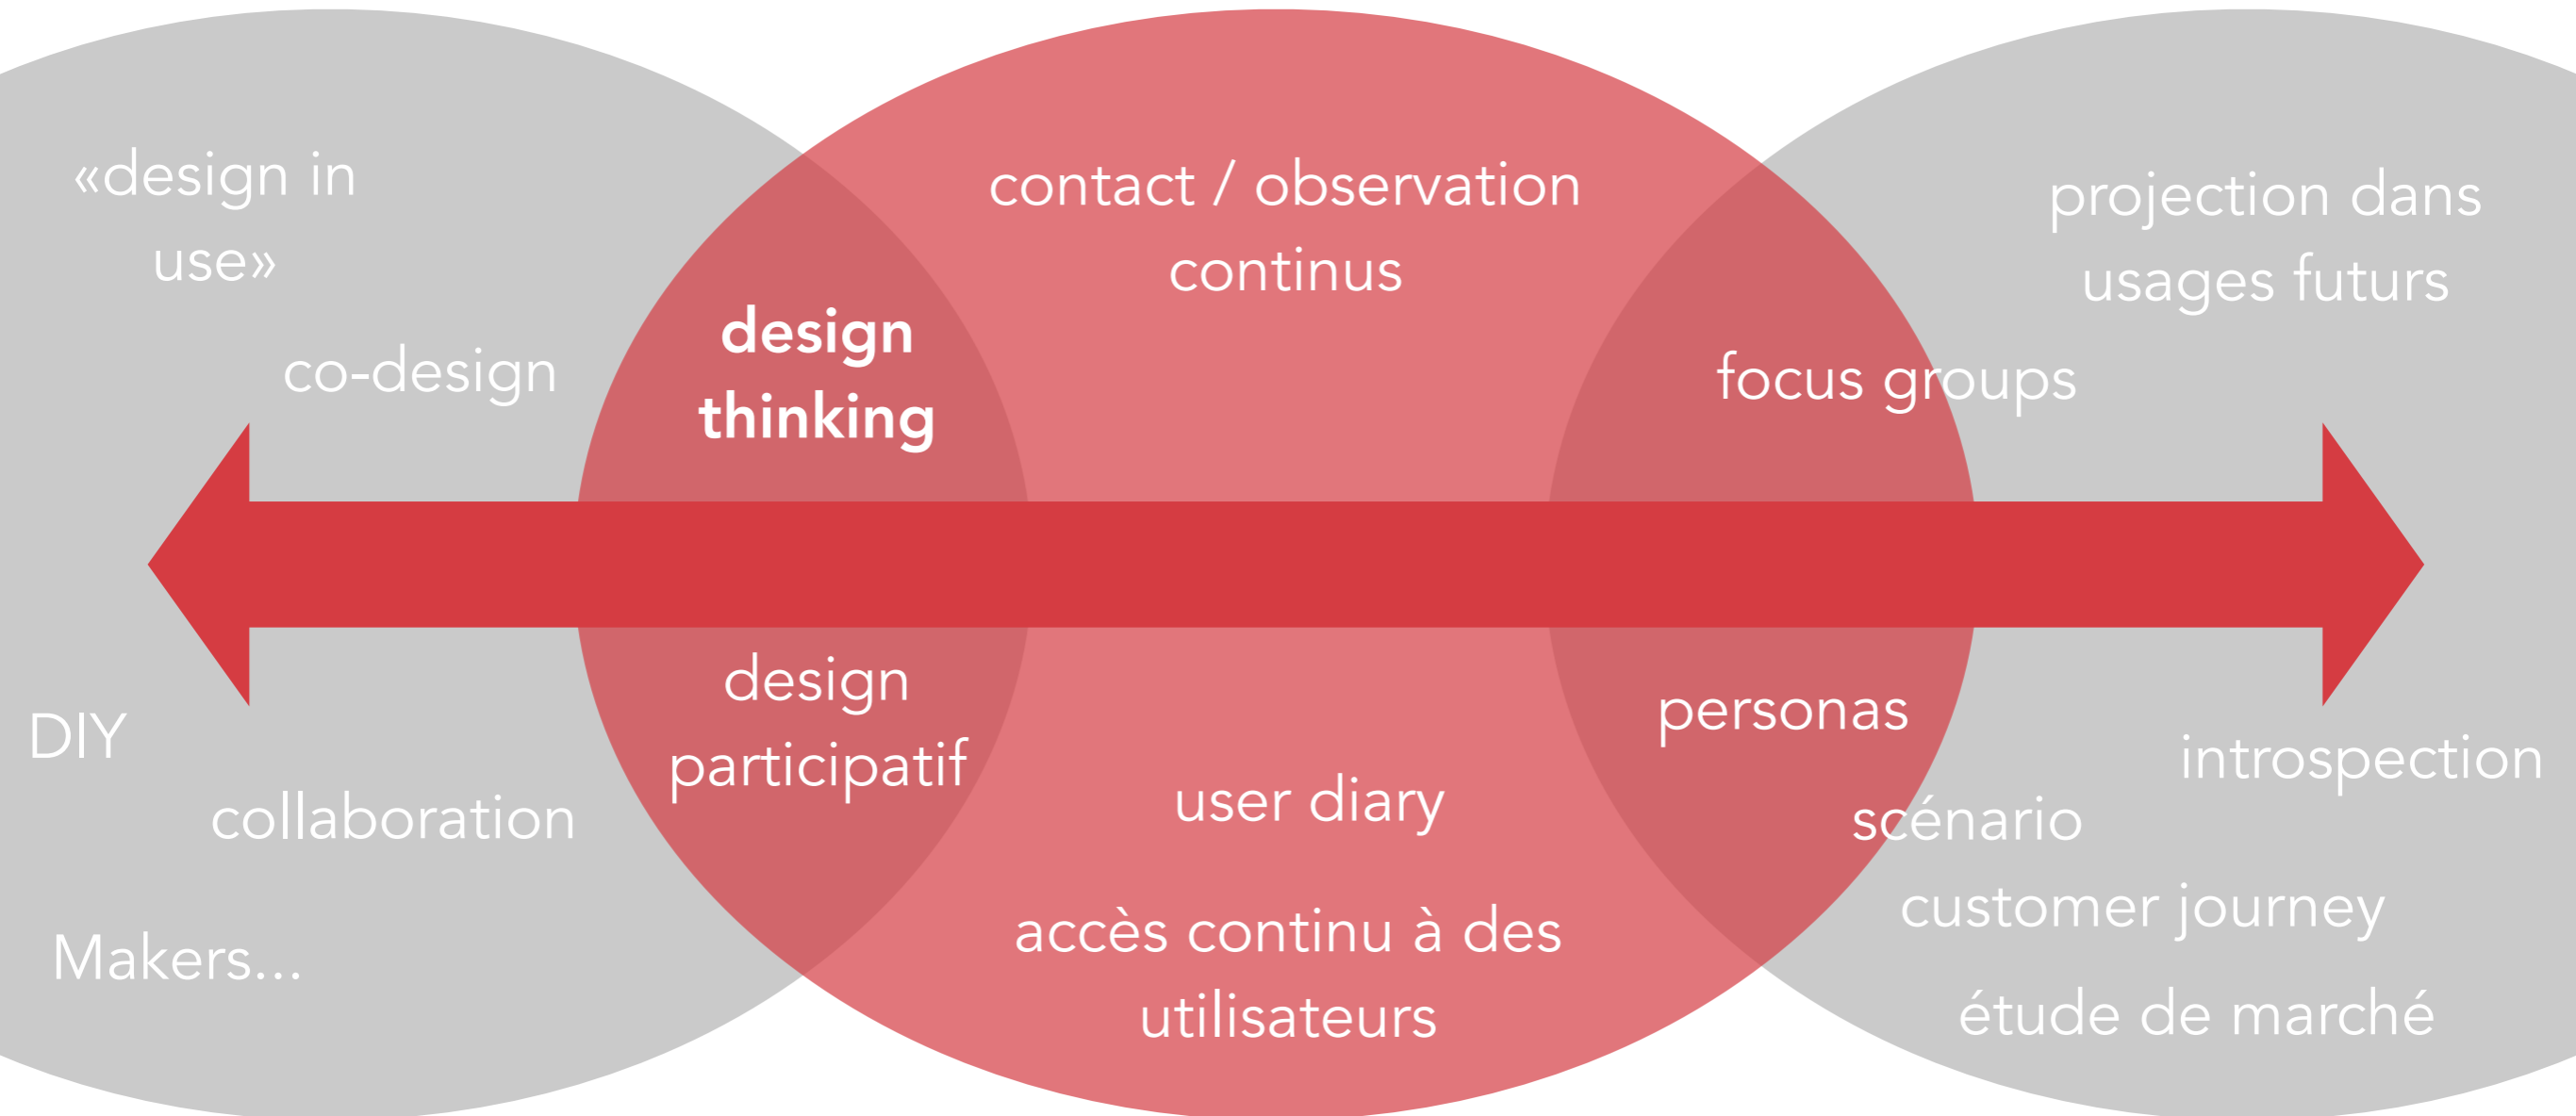 «design in
use»
co-design
design
thinking
contact / observation
continus
focus groups
projection dans
usages futurs
DIY
collaboration
Makers...
design
participatif
user diary
accès continu à des
utilisateurs
personas
introspection
scénario
customer journey
étude de marché